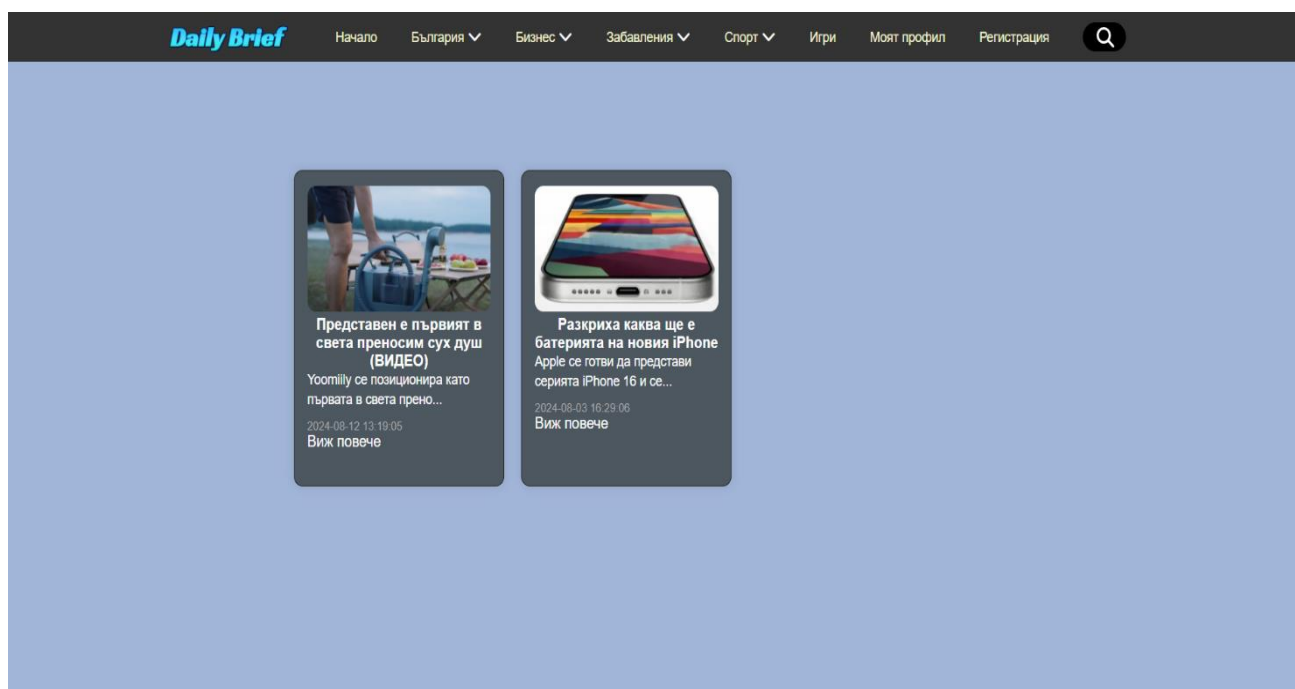 Daily Brief Начало България Бизнес Забавления Спорт Игри Моят профил Регистрация
Представен е първият в
света преносим сух душ
(ВИДЕО)
Yoomiily се позиционира като
първата в света прено...
2024-08-12 13:19:05
Виж повече
Разкриха каква ще е
батерията на новия iPhone
Apple се готви да представи
серията iPhone 16 и се...
2024-08-03 16:29:06
Виж повече